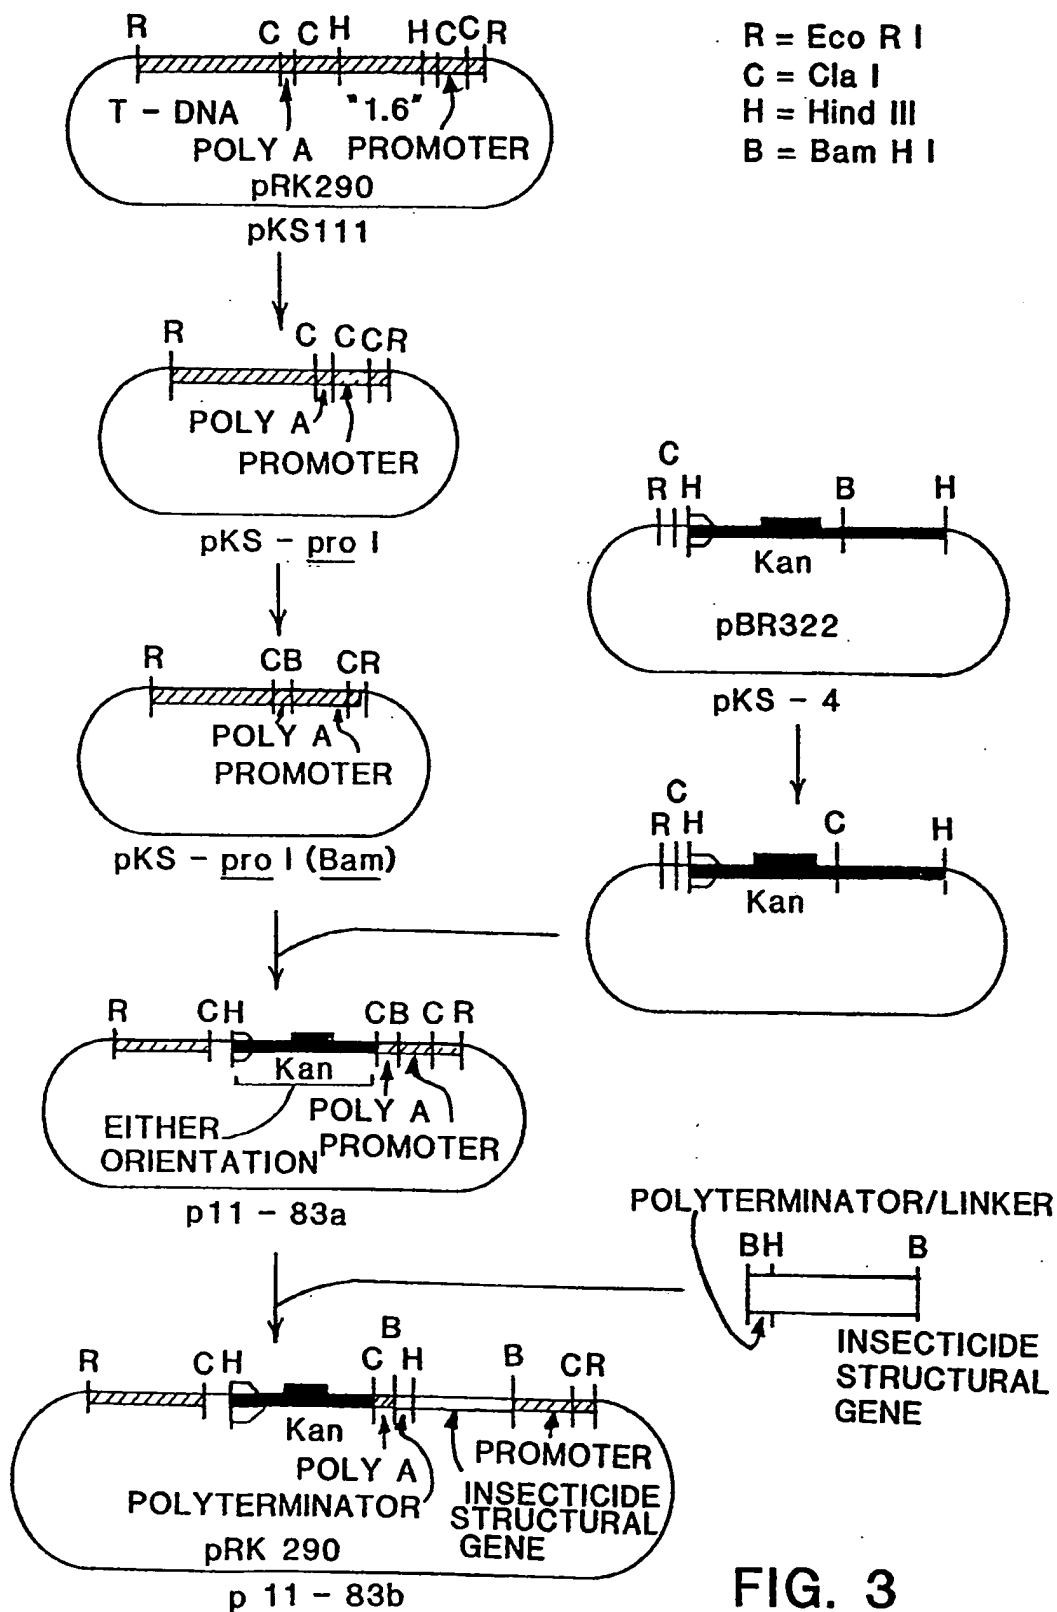 R C C H H C C R
T - DNA "1.6"
POLY A PROMOTER
pRK290
pKS111
R = Eco R I
C = Cla I
H = Hind III
B = Bam H I
R C C C R
POLY A
PROMOTER
pKS - pro I
C
R H B H
Kan
pBR322
pKS - 4
R C B C R
POLY A
PROMOTER
pKS - pro I (Bam)
C
R H C H
Kan
R C H C B C R
Kan
POLY A
PROMOTER
EITHER
ORIENTATION
p11 - 83a
POLYTERMINATOR/LINKER
B H B
INSECTICIDE
STRUCTURAL
GENE
B
R C H C H B C R
Kan
POLY A
PROMOTER
POLYTERMINATOR
INSECTICIDE
STRUCTURAL
GENE
pRK 290
p 11 - 83b
FIG. 3